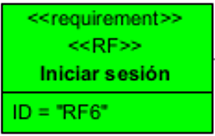 <<requirement>>
<<RF>>
Iniciar sesión
ID = "RF6"